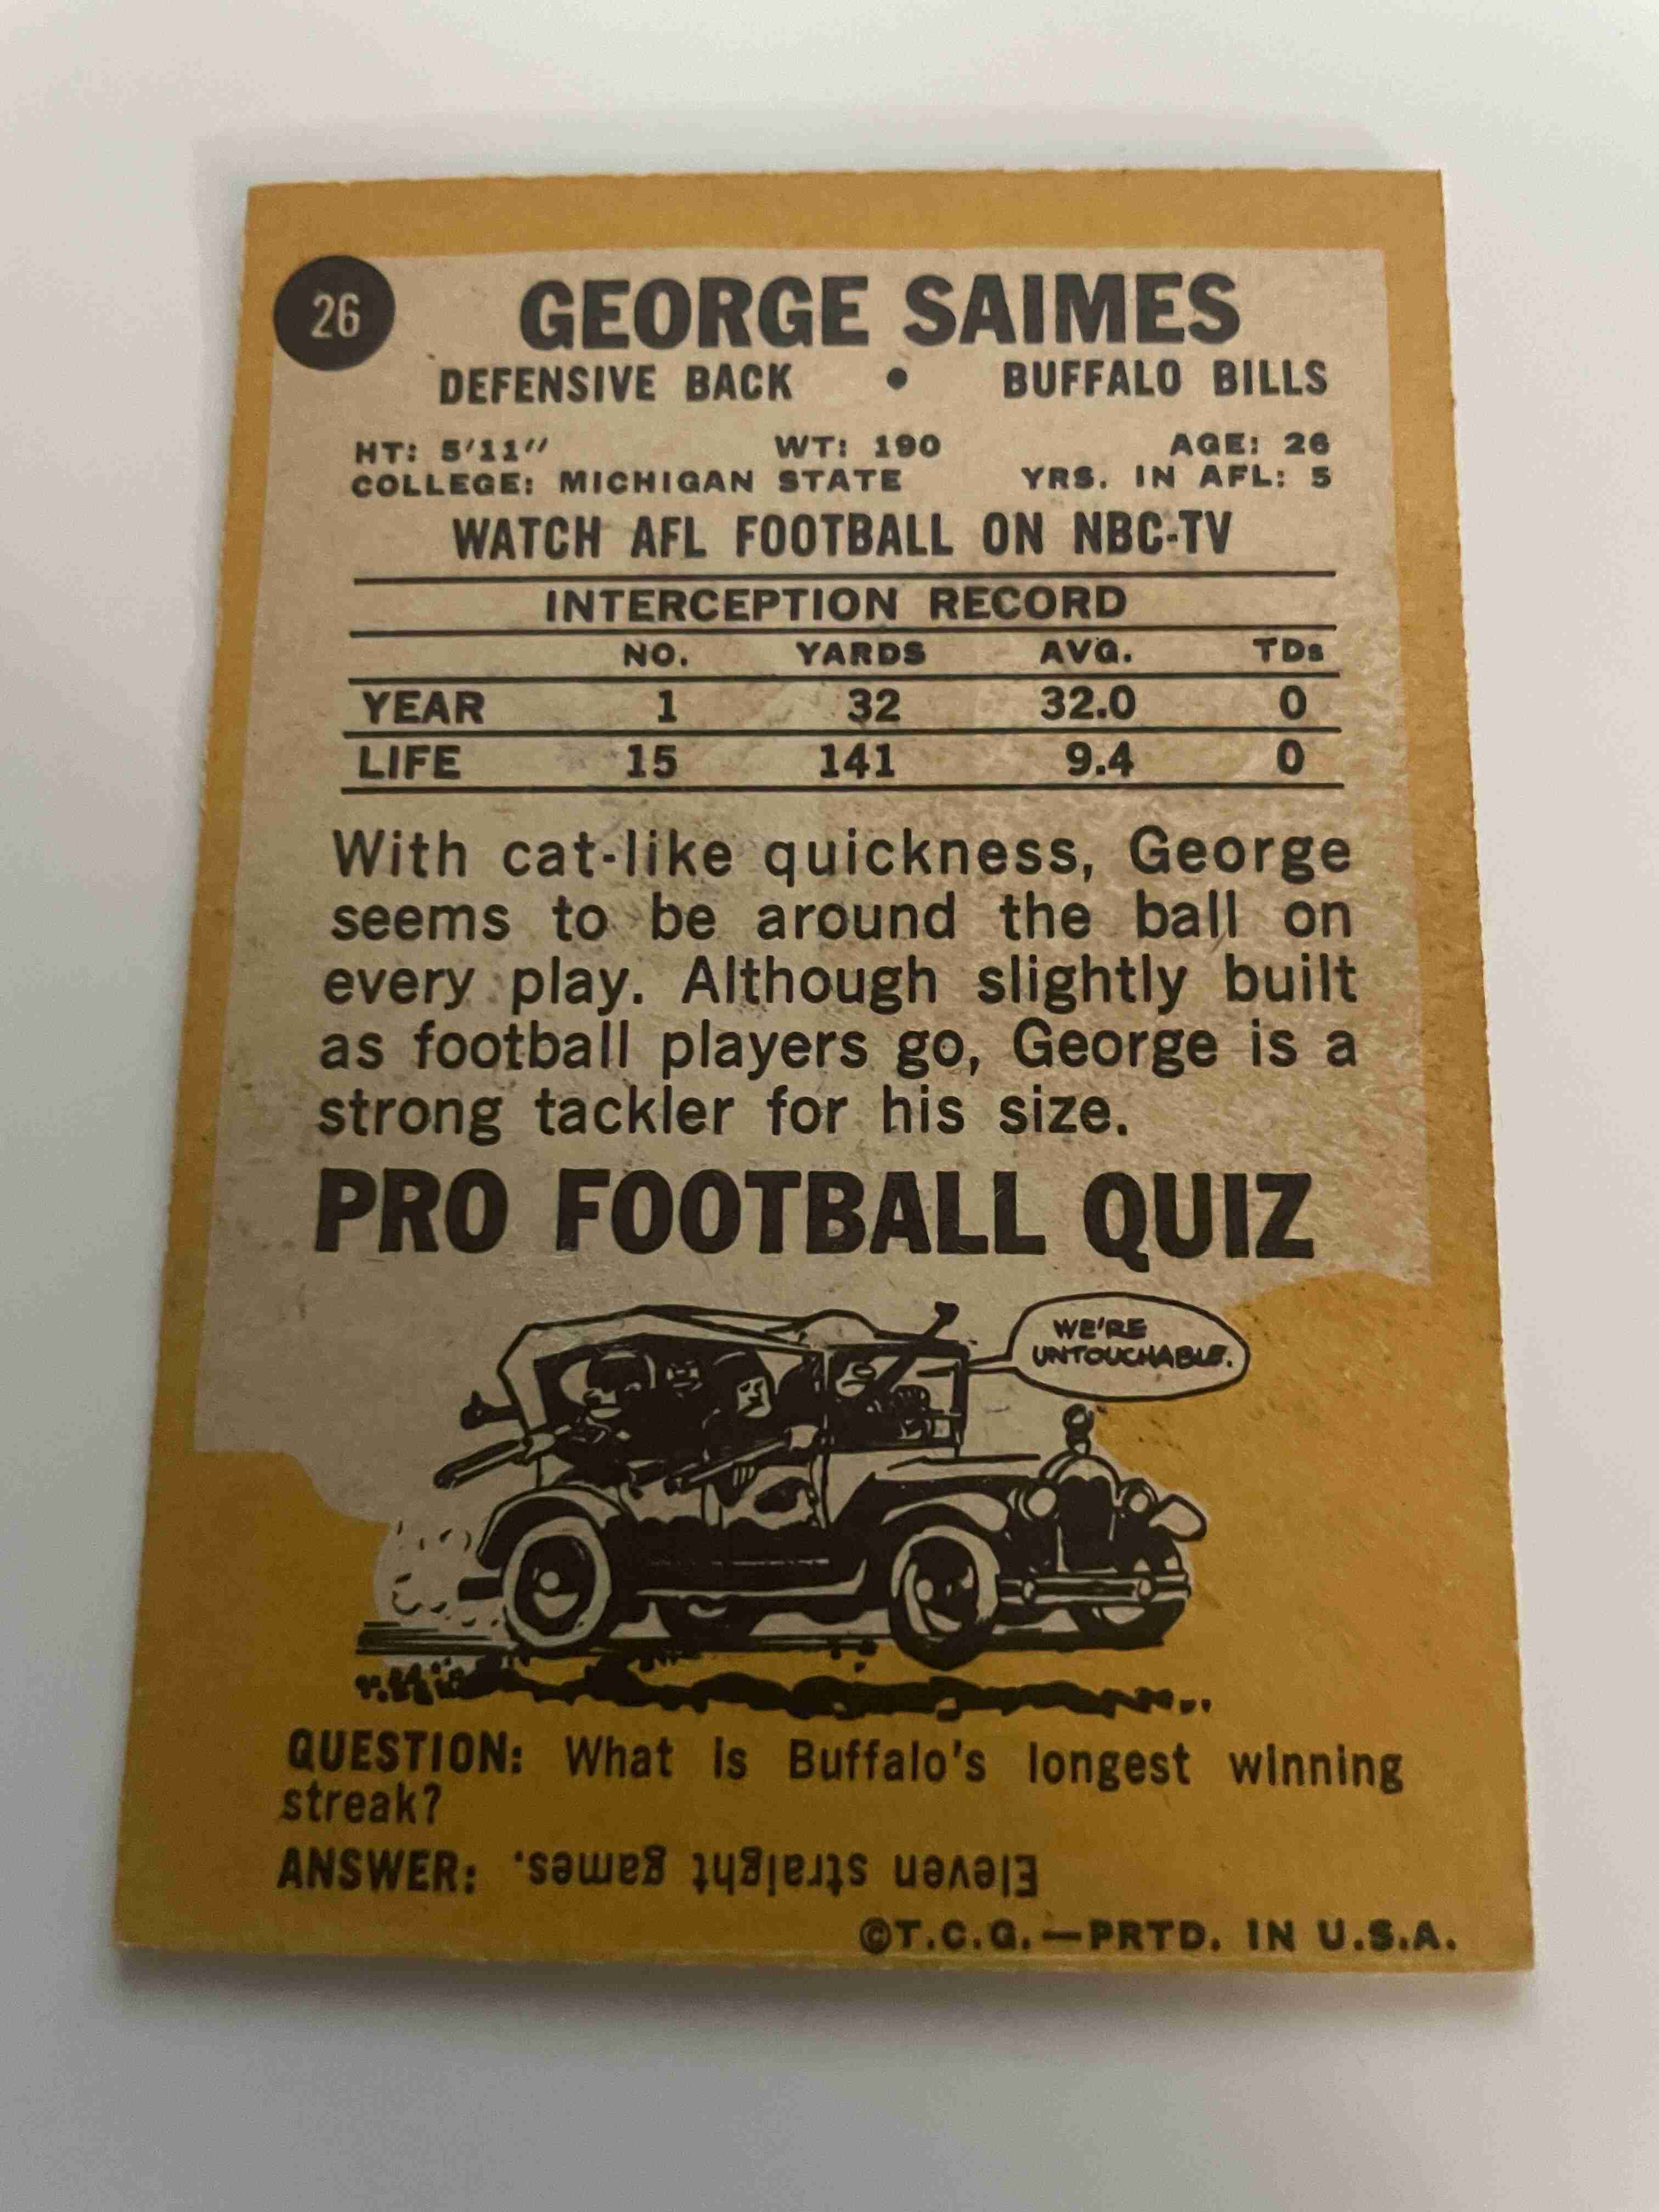 26
GEORGE SAIMES
DEFENSIVE BACK • BUFFALO BILLS
HT: 5'11" WT: 190 AGE: 26
COLLEGE: MICHIGAN STATE YRS. IN AFL: 5
WATCH AFL FOOTBALL ON NBC-TV
INTERCEPTION RECORD
NO. YARDS AVG. TDs
YEAR 1 32 32.0 0
LIFE 15 141 9.4 0
With cat-like quickness, George
seems to be around the ball on
every play. Although slightly built
as football players go, George is a
strong tackler for his size.
PRO FOOTBALL QUIZ
WE'RE
UNTOUCHABLE.
QUESTION: What is Buffalo's longest winning
streak?
ANSWER: Eleven straight games.
©T.C.G.—PRTD. IN U.S.A.